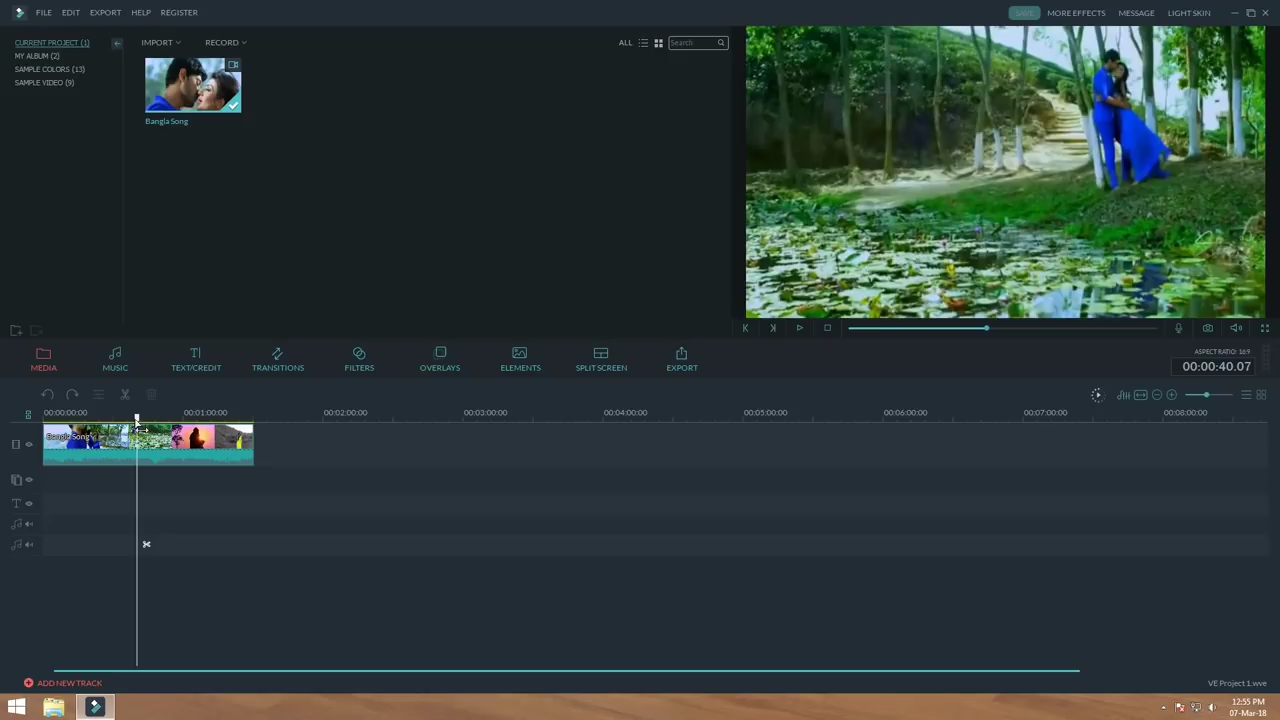 FILE EDIT EXPORT HELP REGISTER
SAVE MORE EFFECTS MESSAGE LIGHT SKIN
CURRENT PROJECT (1)
MY ALBUM (2)
SAMPLE COLORS (13)
SAMPLE VIDEO (9)
IMPORT RECORD ALL Search
Bangla Song
MEDIA MUSIC TEXT/CREDIT TRANSITIONS FILTERS OVERLAYS ELEMENTS SPLIT SCREEN EXPORT
ASPECT RATIO: 16:9
00:00:40.07
00:00:00:00 00:01:00:00 00:02:00:00 00:03:00:00 00:04:00:00 00:05:00:00 00:06:00:00 00:07:00:00 00:08:00:00
Bangla Song
ADD NEW TRACK
VE Project 1.wve
12:55 PM
07-Mar-18